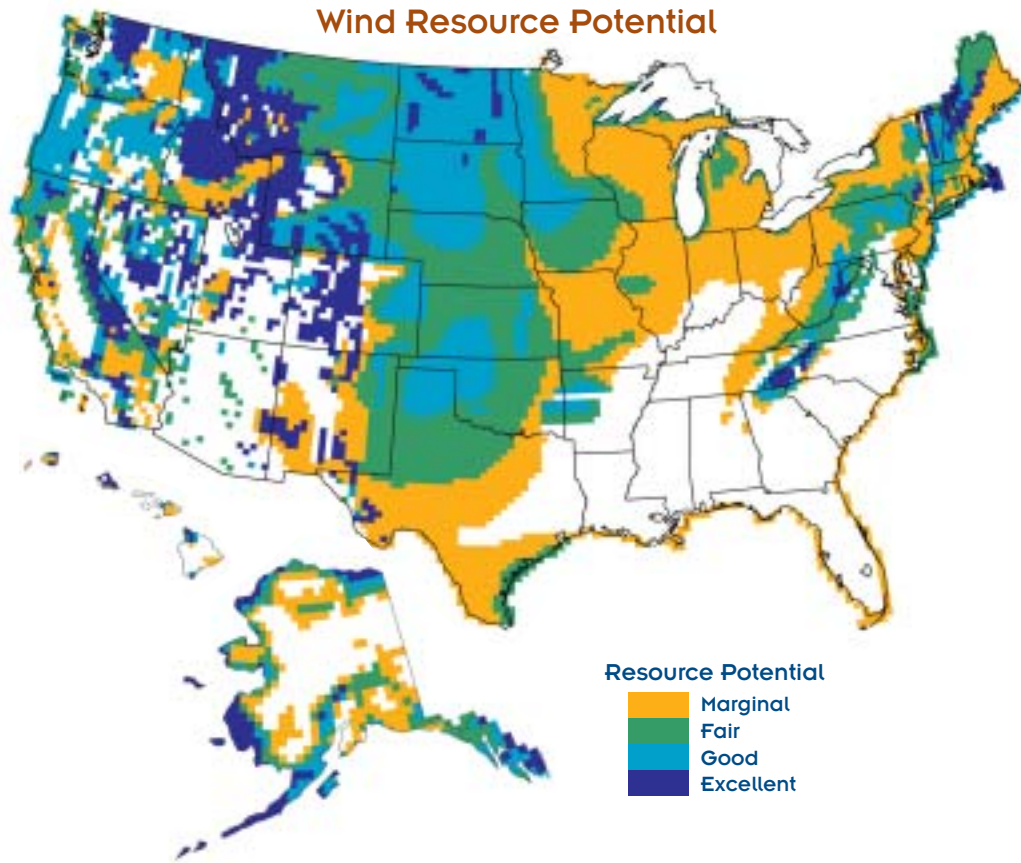 Wind Resource Potential
Resource Potential
Marginal
Fair
Good
Excellent